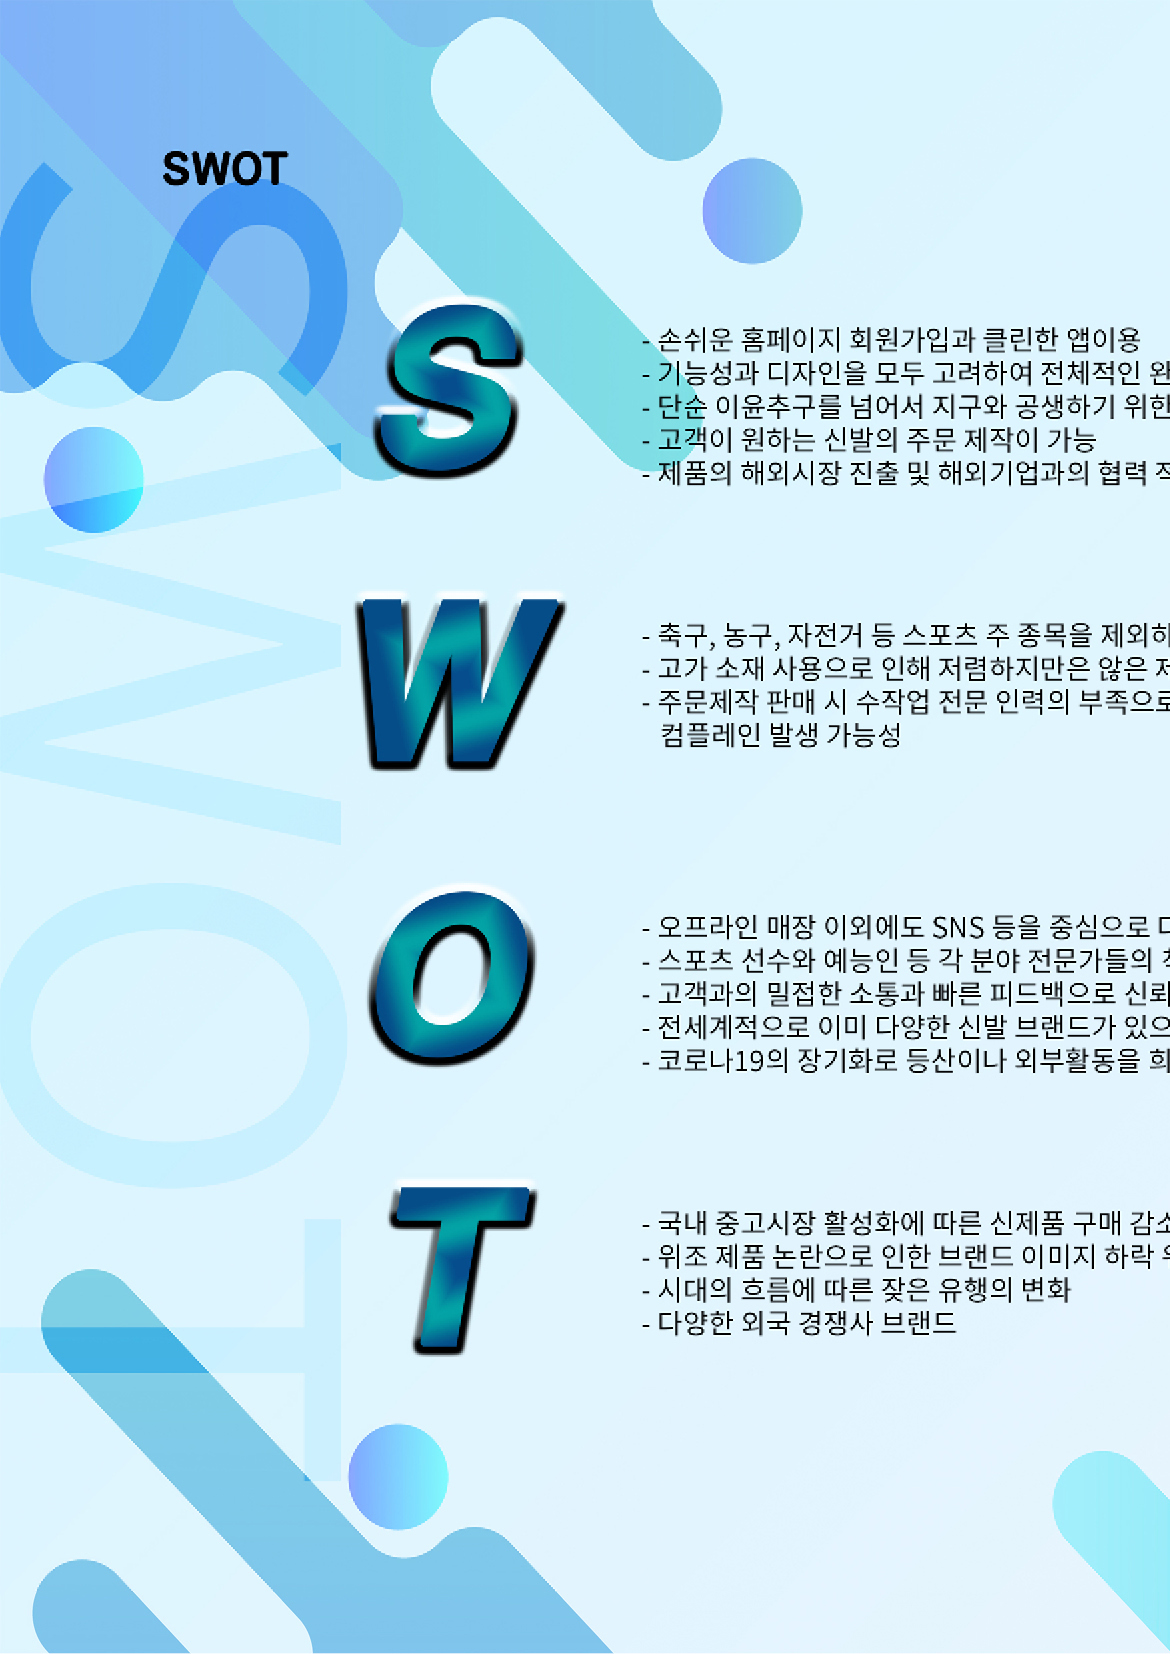 SWOT
SWOT
S
- 손쉬운 홈페이지 회원가입과 클린한 앱이용
- 기능성과 디자인을 모두 고려하여 전체적인 완
- 단순 이윤추구를 넘어서 지구와 공생하기 위한
- 고객이 원하는 신발의 주문 제작이 가능
- 제품의 해외시장 진출 및 해외기업과의 협력 적
W
- 축구, 농구, 자전거 등 스포츠 주 종목을 제외하
- 고가 소재 사용으로 인해 저렴하지만은 않은 제
- 주문제작 판매 시 수작업 전문 인력의 부족으로
컴플레인 발생 가능성
O
- 오프라인 매장 이외에도 SNS 등을 중심으로
- 스포츠 선수와 예능인 등 각 분야 전문가들의
- 고객과의 밀접한 소통과 빠른 피드백으로 신뢰
- 전세계적으로 이미 다양한 신발 브랜드가 있으
- 코로나19의 장기화로 등산이나 외부활동을 희
T
- 국내 중고시장 활성화에 따른 신제품 구매 감소
- 위조 제품 논란으로 인한 브랜드 이미지 하락
- 시대의 흐름에 따른 잦은 유행의 변화
- 다양한 외국 경쟁사 브랜드